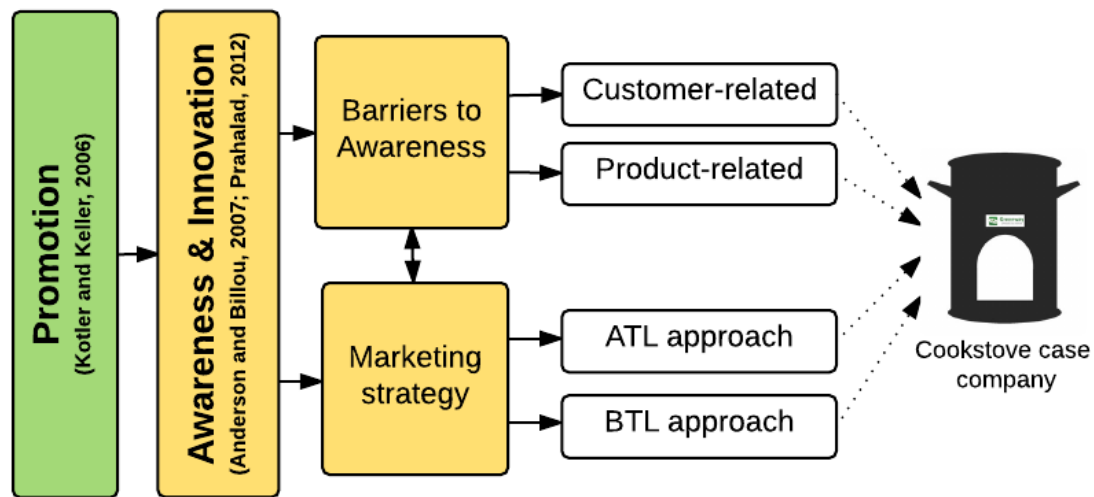 Promotion
(Kotler and Keller, 2006)
Awareness & Innovation
(Anderson and Billou, 2007; Prahalad, 2012)
Barriers to
Awareness
Marketing
strategy
Customer-related
Product-related
ATL approach
BTL approach
Cookstove case
company